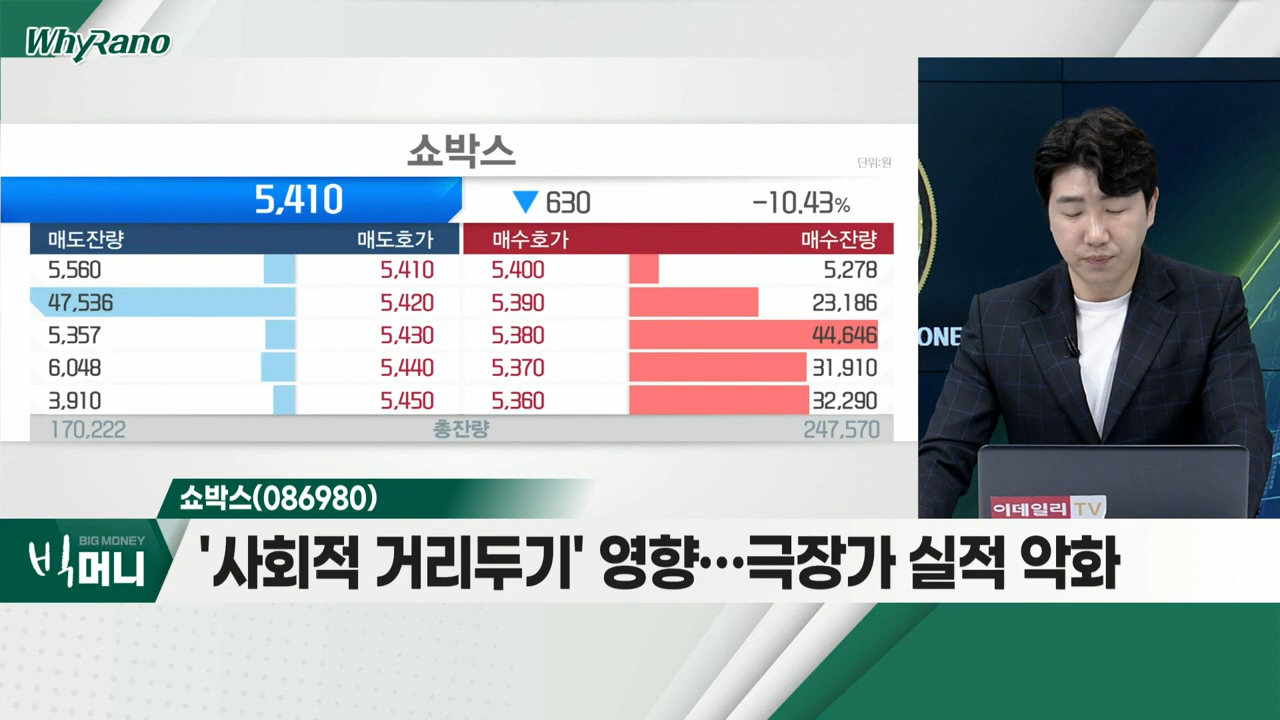 WhyRano
쇼박스
단위:원
5,410 ▼ 630 -10.43%
매도잔량 매도호가 매수호가 매수잔량
5,560 5,410 5,400 5,278
47,536 5,420 5,390 23,186
5,357 5,430 5,380 44,646
6,048 5,440 5,370 31,910
3,910 5,450 5,360 32,290
170,222 총잔량 247,570
ONE
이데일리 TV
쇼박스(086980)
BIG MONEY
빅머니
'사회적 거리두기' 영향…극장가 실적 악화